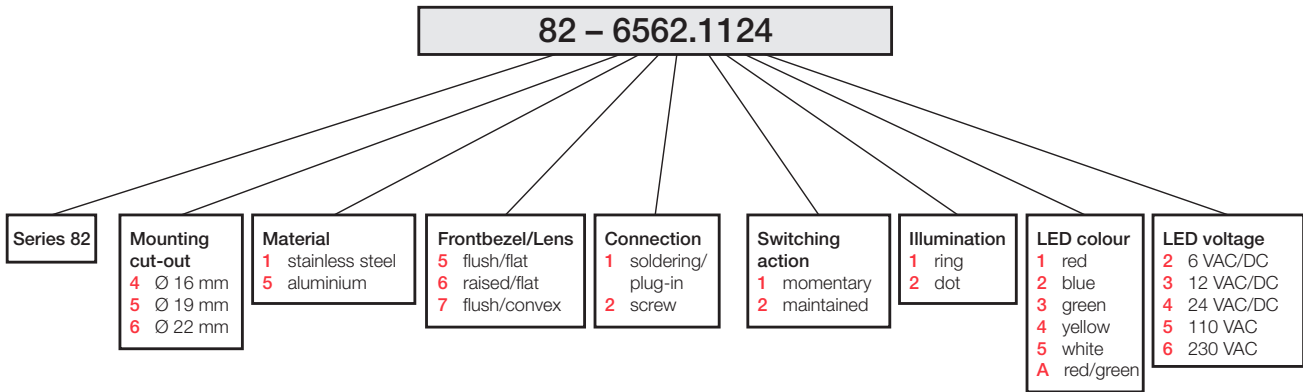 82 – 6562.1124
Series 82
Mounting
cut-out
4 Ø 16 mm
5 Ø 19 mm
6 Ø 22 mm
Material
1 stainless steel
5 aluminium
Frontbezel/Lens
5 flush/flat
6 raised/flat
7 flush/convex
Connection
1 soldering/
plug-in
2 screw
Switching
action
1 momentary
2 maintained
Illumination
1 ring
2 dot
LED colour
1 red
2 blue
3 green
4 yellow
5 white
A red/green
LED voltage
2 6 VAC/DC
3 12 VAC/DC
4 24 VAC/DC
5 110 VAC
6 230 VAC